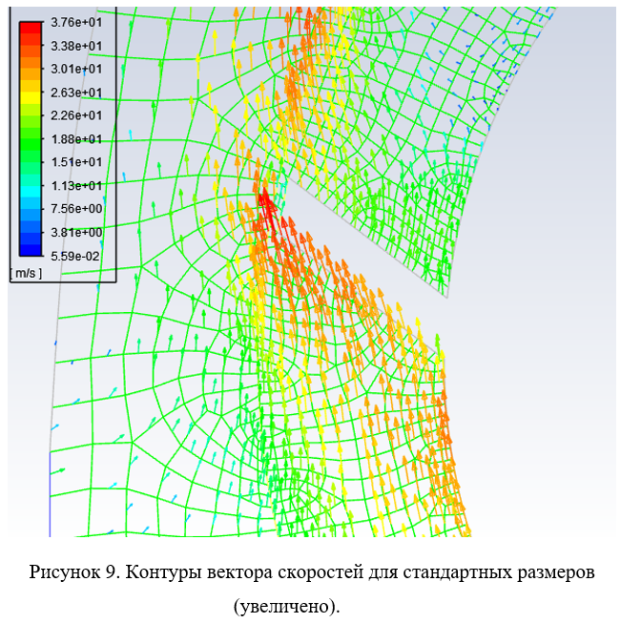 3.76e+01
3.38e+01
3.01e+01
2.63e+01
2.26e+01
1.88e+01
1.51e+01
1.13e+01
7.56e+00
3.81e+00
5.59e-02
[ m/s ]
Рисунок 9. Контуры вектора скоростей для стандартных размеров
(увеличено).